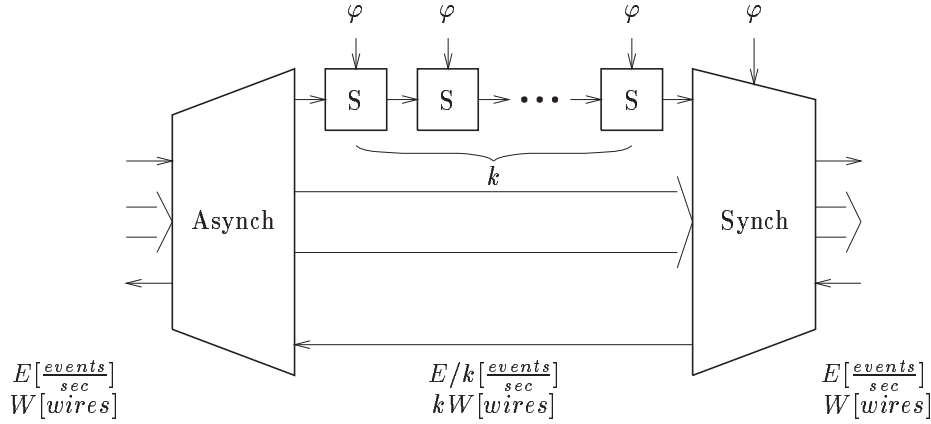 φ φ φ φ
S S ••• S
k
Asynch Synch
E[events/sec] E/k[events/sec] E[events/sec]
W[wires] kW[wires] W[wires]